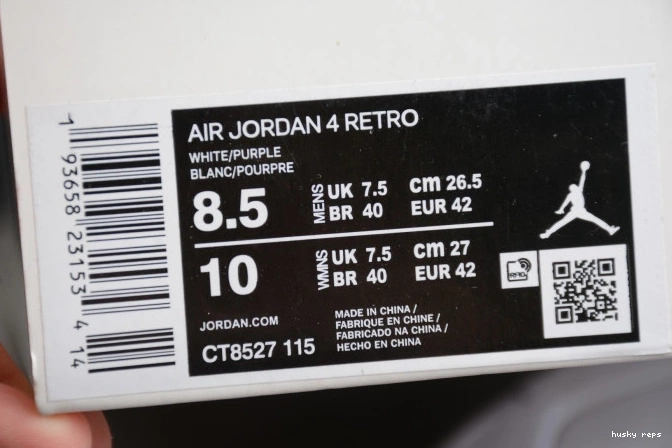 1 93658 23153 4 14
AIR JORDAN 4 RETRO
WHITE/PURPLE
BLANC/POURPRE
8.5 MENS UK 7.5 cm 26.5
BR 40 EUR 42
10 WMNS UK 7.5 cm 27
BR 40 EUR 42
RFID
JORDAN.COM
CT8527 115
MADE IN CHINA /
FABRIQUE EN CHINE /
FABRICADO NA CHINA /
HECHO EN CHINA
husky reps